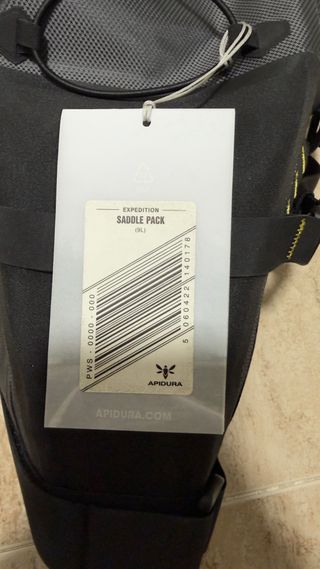 EXPEDITION
SADDLE PACK
(9L)
PWS - 0000 - 000
5 060422 140178
APIDURA
APIDURA.COM